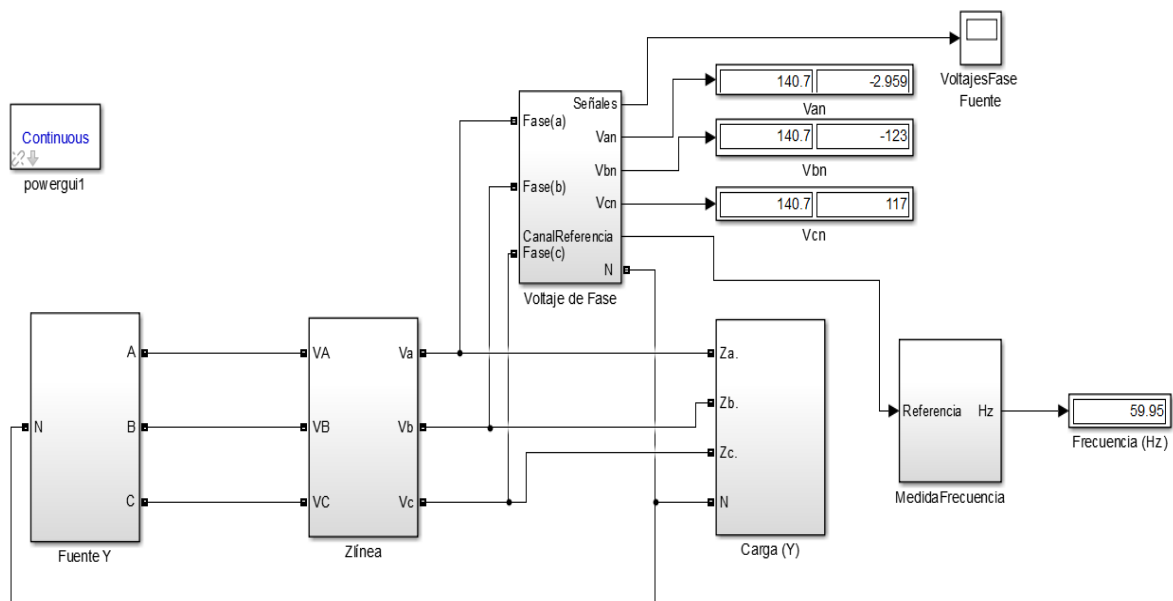 Continuous
powergui1
Señales
Fase(a)
Van
Vbn
Fase(b)
Vcn
CanalReferencia
Fase(c)
N
Voltaje de Fase
VoltajesFase
Fuente
140.7 -2.959
Van
140.7 -123
Vbn
140.7 117
Vcn
N
A
B
C
Fuente Y
VA
VB
VC
Va
Vb
Vc
Zlínea
Za.
Zb.
Zc.
N
Carga (Y)
Referencia Hz
MedidaFrecuencia
59.95
Frecuencia (Hz)